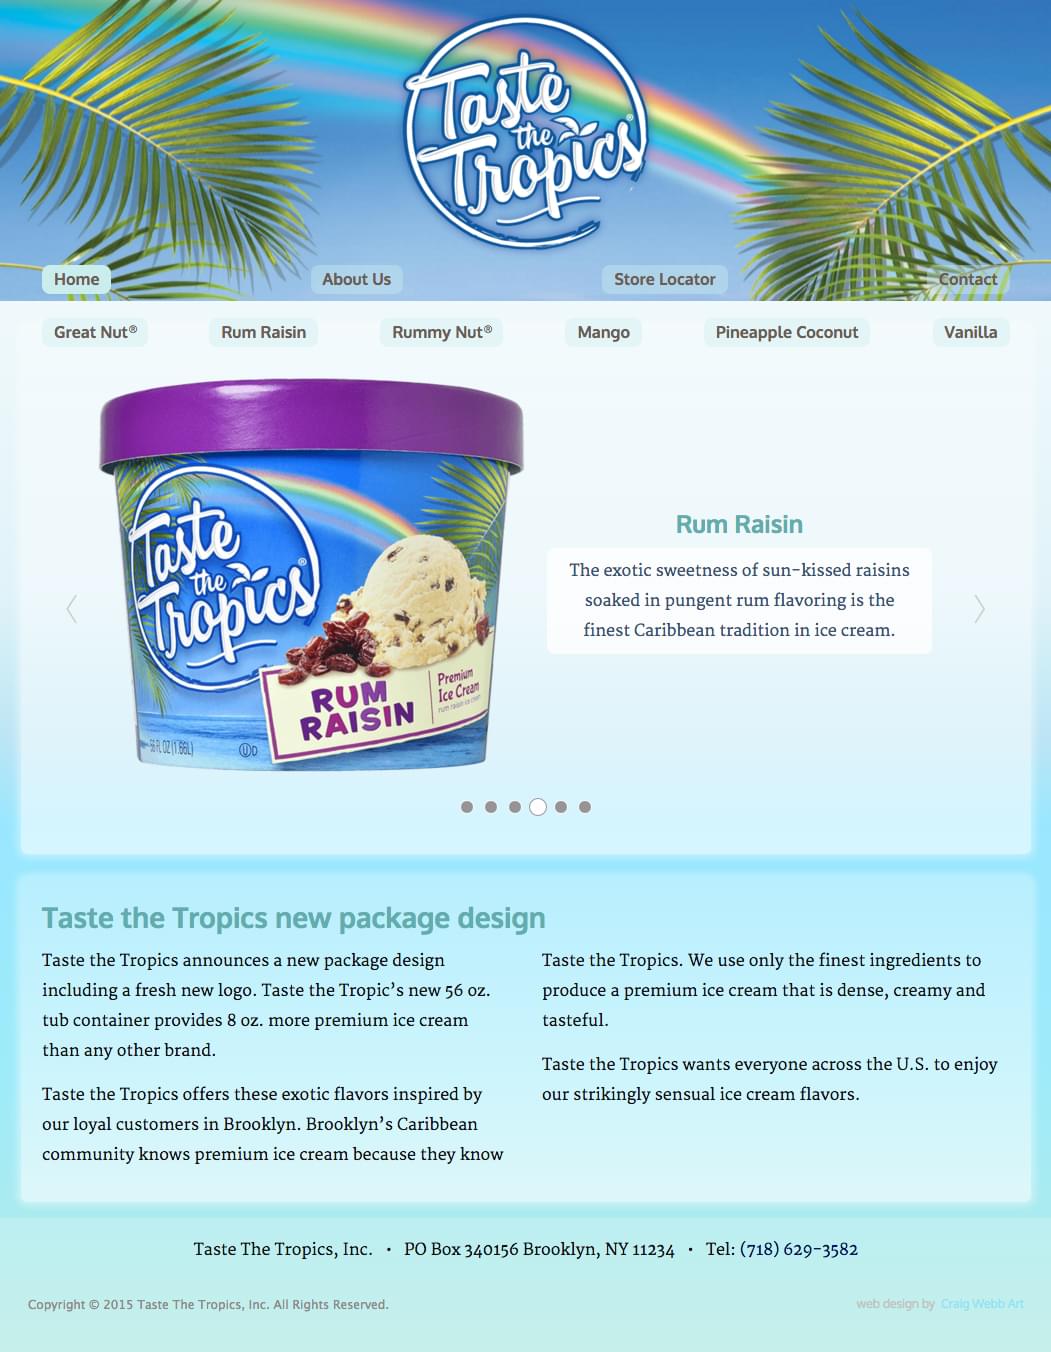 Taste
the
Tropics®
Home
About Us
Store Locator
Contact
Great Nut®
Rum Raisin
Rummy Nut®
Mango
Pineapple Coconut
Vanilla
Taste
the
Tropics®
RUM
RAISIN
Premium
Ice Cream
rum raisin ice cream
56 FL OZ (1.66L)
UD
Rum Raisin
The exotic sweetness of sun-kissed raisins
soaked in pungent rum flavoring is the
finest Caribbean tradition in ice cream.
Taste the Tropics new package design
Taste the Tropics announces a new package design
including a fresh new logo. Taste the Tropic’s new 56 oz.
tub container provides 8 oz. more premium ice cream
than any other brand.
Taste the Tropics offers these exotic flavors inspired by
our loyal customers in Brooklyn. Brooklyn’s Caribbean
community knows premium ice cream because they know
Taste the Tropics. We use only the finest ingredients to
produce a premium ice cream that is dense, creamy and
tasteful.
Taste the Tropics wants everyone across the U.S. to enjoy
our strikingly sensual ice cream flavors.
Taste The Tropics, Inc. • PO Box 340156 Brooklyn, NY 11234 • Tel: (718) 629-3582
Copyright © 2015 Taste The Tropics, Inc. All Rights Reserved.
web design by Craig Webb Art